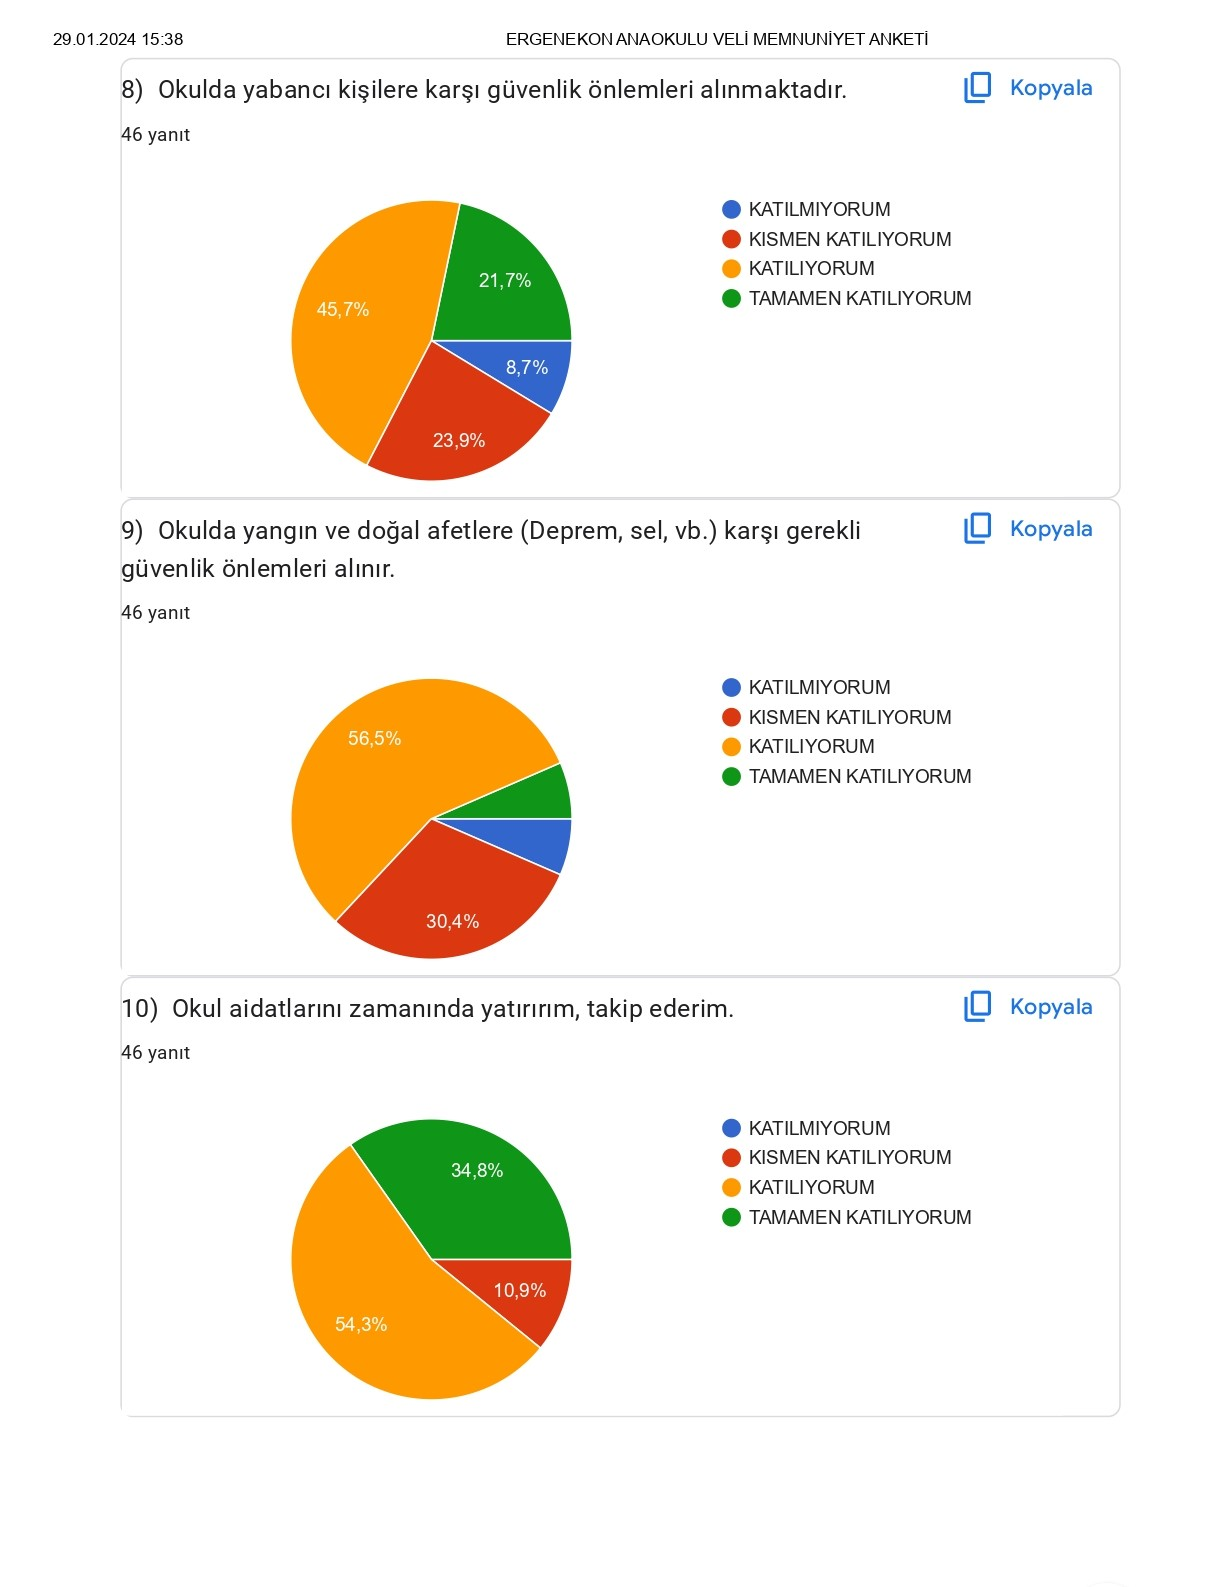 29.01.2024 15:38
ERGENEKON ANAOKULU VELİ MEMNUNİYET ANKETİ
8)  Okulda yabancı kişilere karşı güvenlik önlemleri alınmaktadır.
Kopyala
46 yanıt
KATILMIYORUM
KISMEN KATILIYORUM
KATILIYORUM
TAMAMEN KATILIYORUM
21,7%
45,7%
8,7%
23,9%
9)  Okulda yangın ve doğal afetlere (Deprem, sel, vb.) karşı gerekli
güvenlik önlemleri alınır.
Kopyala
46 yanıt
KATILMIYORUM
KISMEN KATILIYORUM
KATILIYORUM
TAMAMEN KATILIYORUM
56,5%
30,4%
10)  Okul aidatlarını zamanında yatırırım, takip ederim.
Kopyala
46 yanıt
KATILMIYORUM
KISMEN KATILIYORUM
KATILIYORUM
TAMAMEN KATILIYORUM
34,8%
10,9%
54,3%